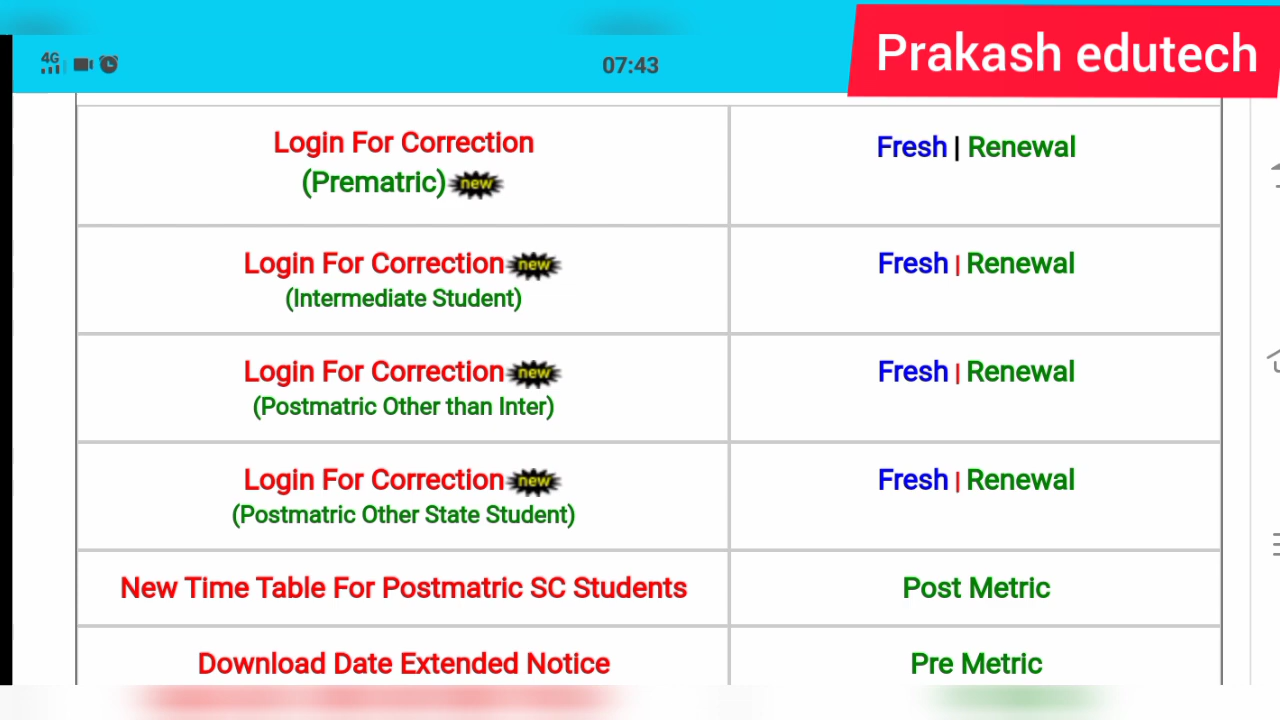 4G
07:43
Prakash edutech
Login For Correction
(Prematric) new
Fresh | Renewal
Login For Correction new
(Intermediate Student)
Fresh | Renewal
Login For Correction new
(Postmatric Other than Inter)
Fresh | Renewal
Login For Correction new
(Postmatric Other State Student)
Fresh | Renewal
New Time Table For Postmatric SC Students
Post Metric
Download Date Extended Notice
Pre Metric